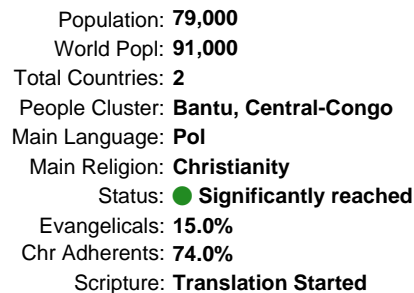 Population: 79,000
World Popl: 91,000
Total Countries: 2
People Cluster: Bantu, Central-Congo
Main Language: Pol
Main Religion: Christianity
Status: Significantly reached
Evangelicals: 15.0%
Chr Adherents: 74.0%
Scripture: Translation Started